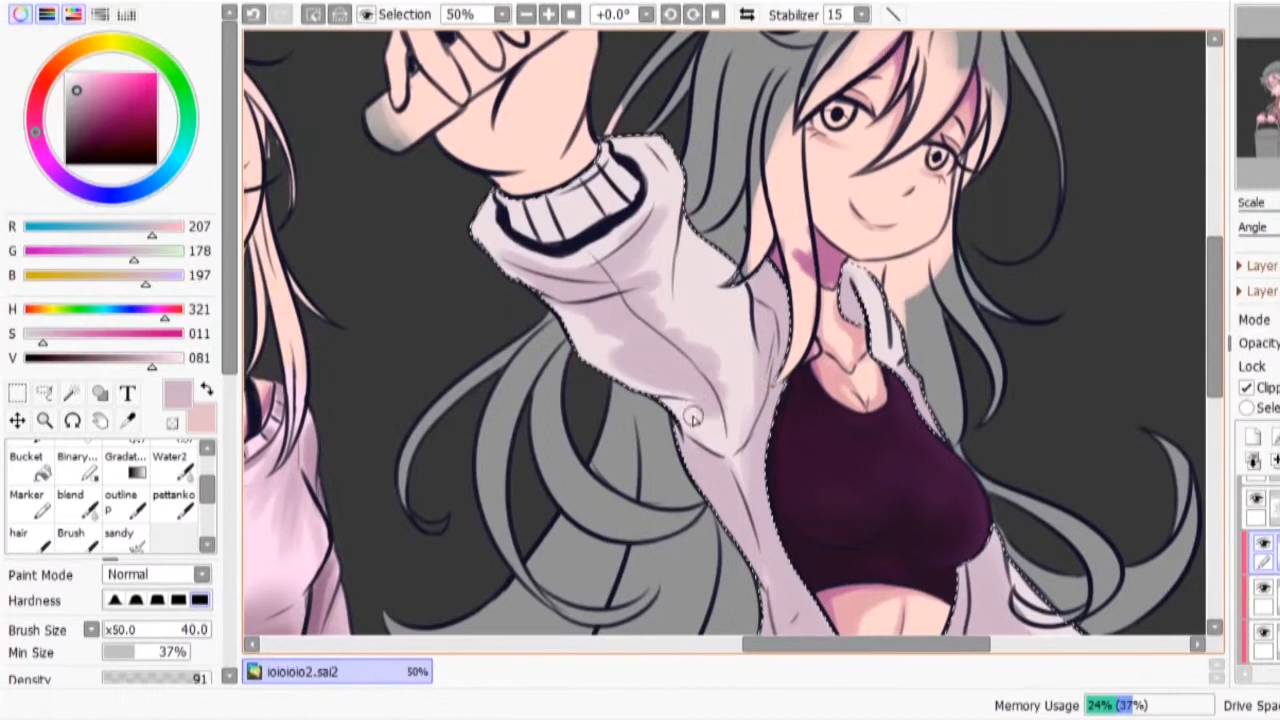 Selection 50% +0.0° Stabilizer 15
R 207
G 178
B 197
H 321
S 011
V 081
T
Bucket Binary... Gradat... Water2
Marker blend outline pettanko
P
hair Brush sandy
Paint Mode Normal
Hardness
Brush Size x50.0 40.0
Min Size 37%
Density 91
Scale
Angle
Layer
Layer
Mode
Opacity
Lock
Clipp
Sele
ioioioio2.sai2 50%
Memory Usage 24% (37%) Drive Spa